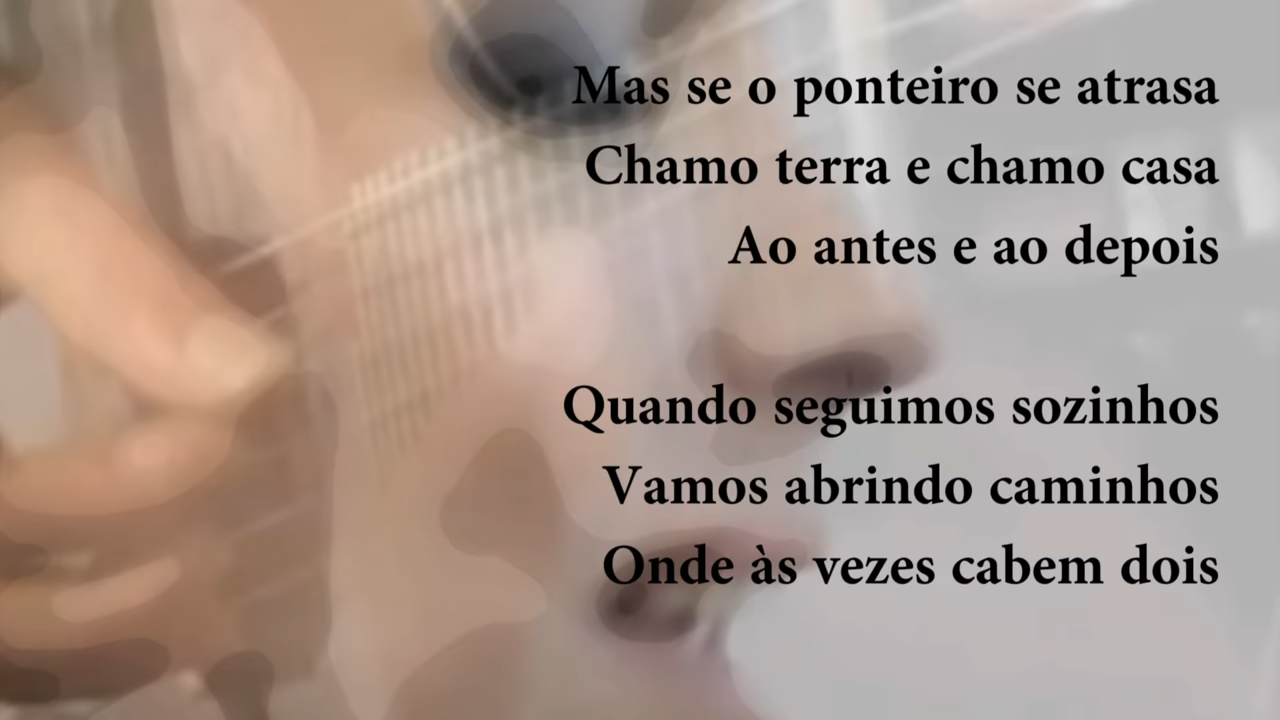 Mas se o ponteiro se atrasa
Chamo terra e chamo casa
Ao antes e ao depois
Quando seguimos sozinhos
Vamos abrindo caminhos
Onde às vezes cabem dois